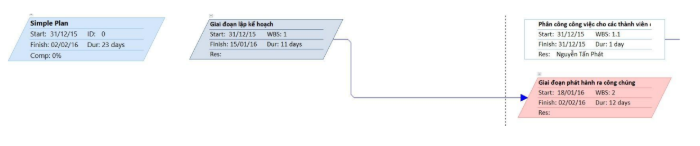 Simple Plan
Start: 31/12/15 ID: 0
Finish: 02/02/16 Dur: 23 days
Comp: 0%
Giai đoạn lập kế hoạch
Start: 31/12/15 WBS: 1
Finish: 15/01/16 Dur: 11 days
Res:
Phân công công việc cho các thành viên
Start: 31/12/15 WBS: 1.1
Finish: 31/12/15 Dur: 1 day
Res: Nguyễn Tấn Phát
Giai đoạn phát hành ra công chúng
Start: 18/01/16 WBS: 2
Finish: 02/02/16 Dur: 12 days
Res: